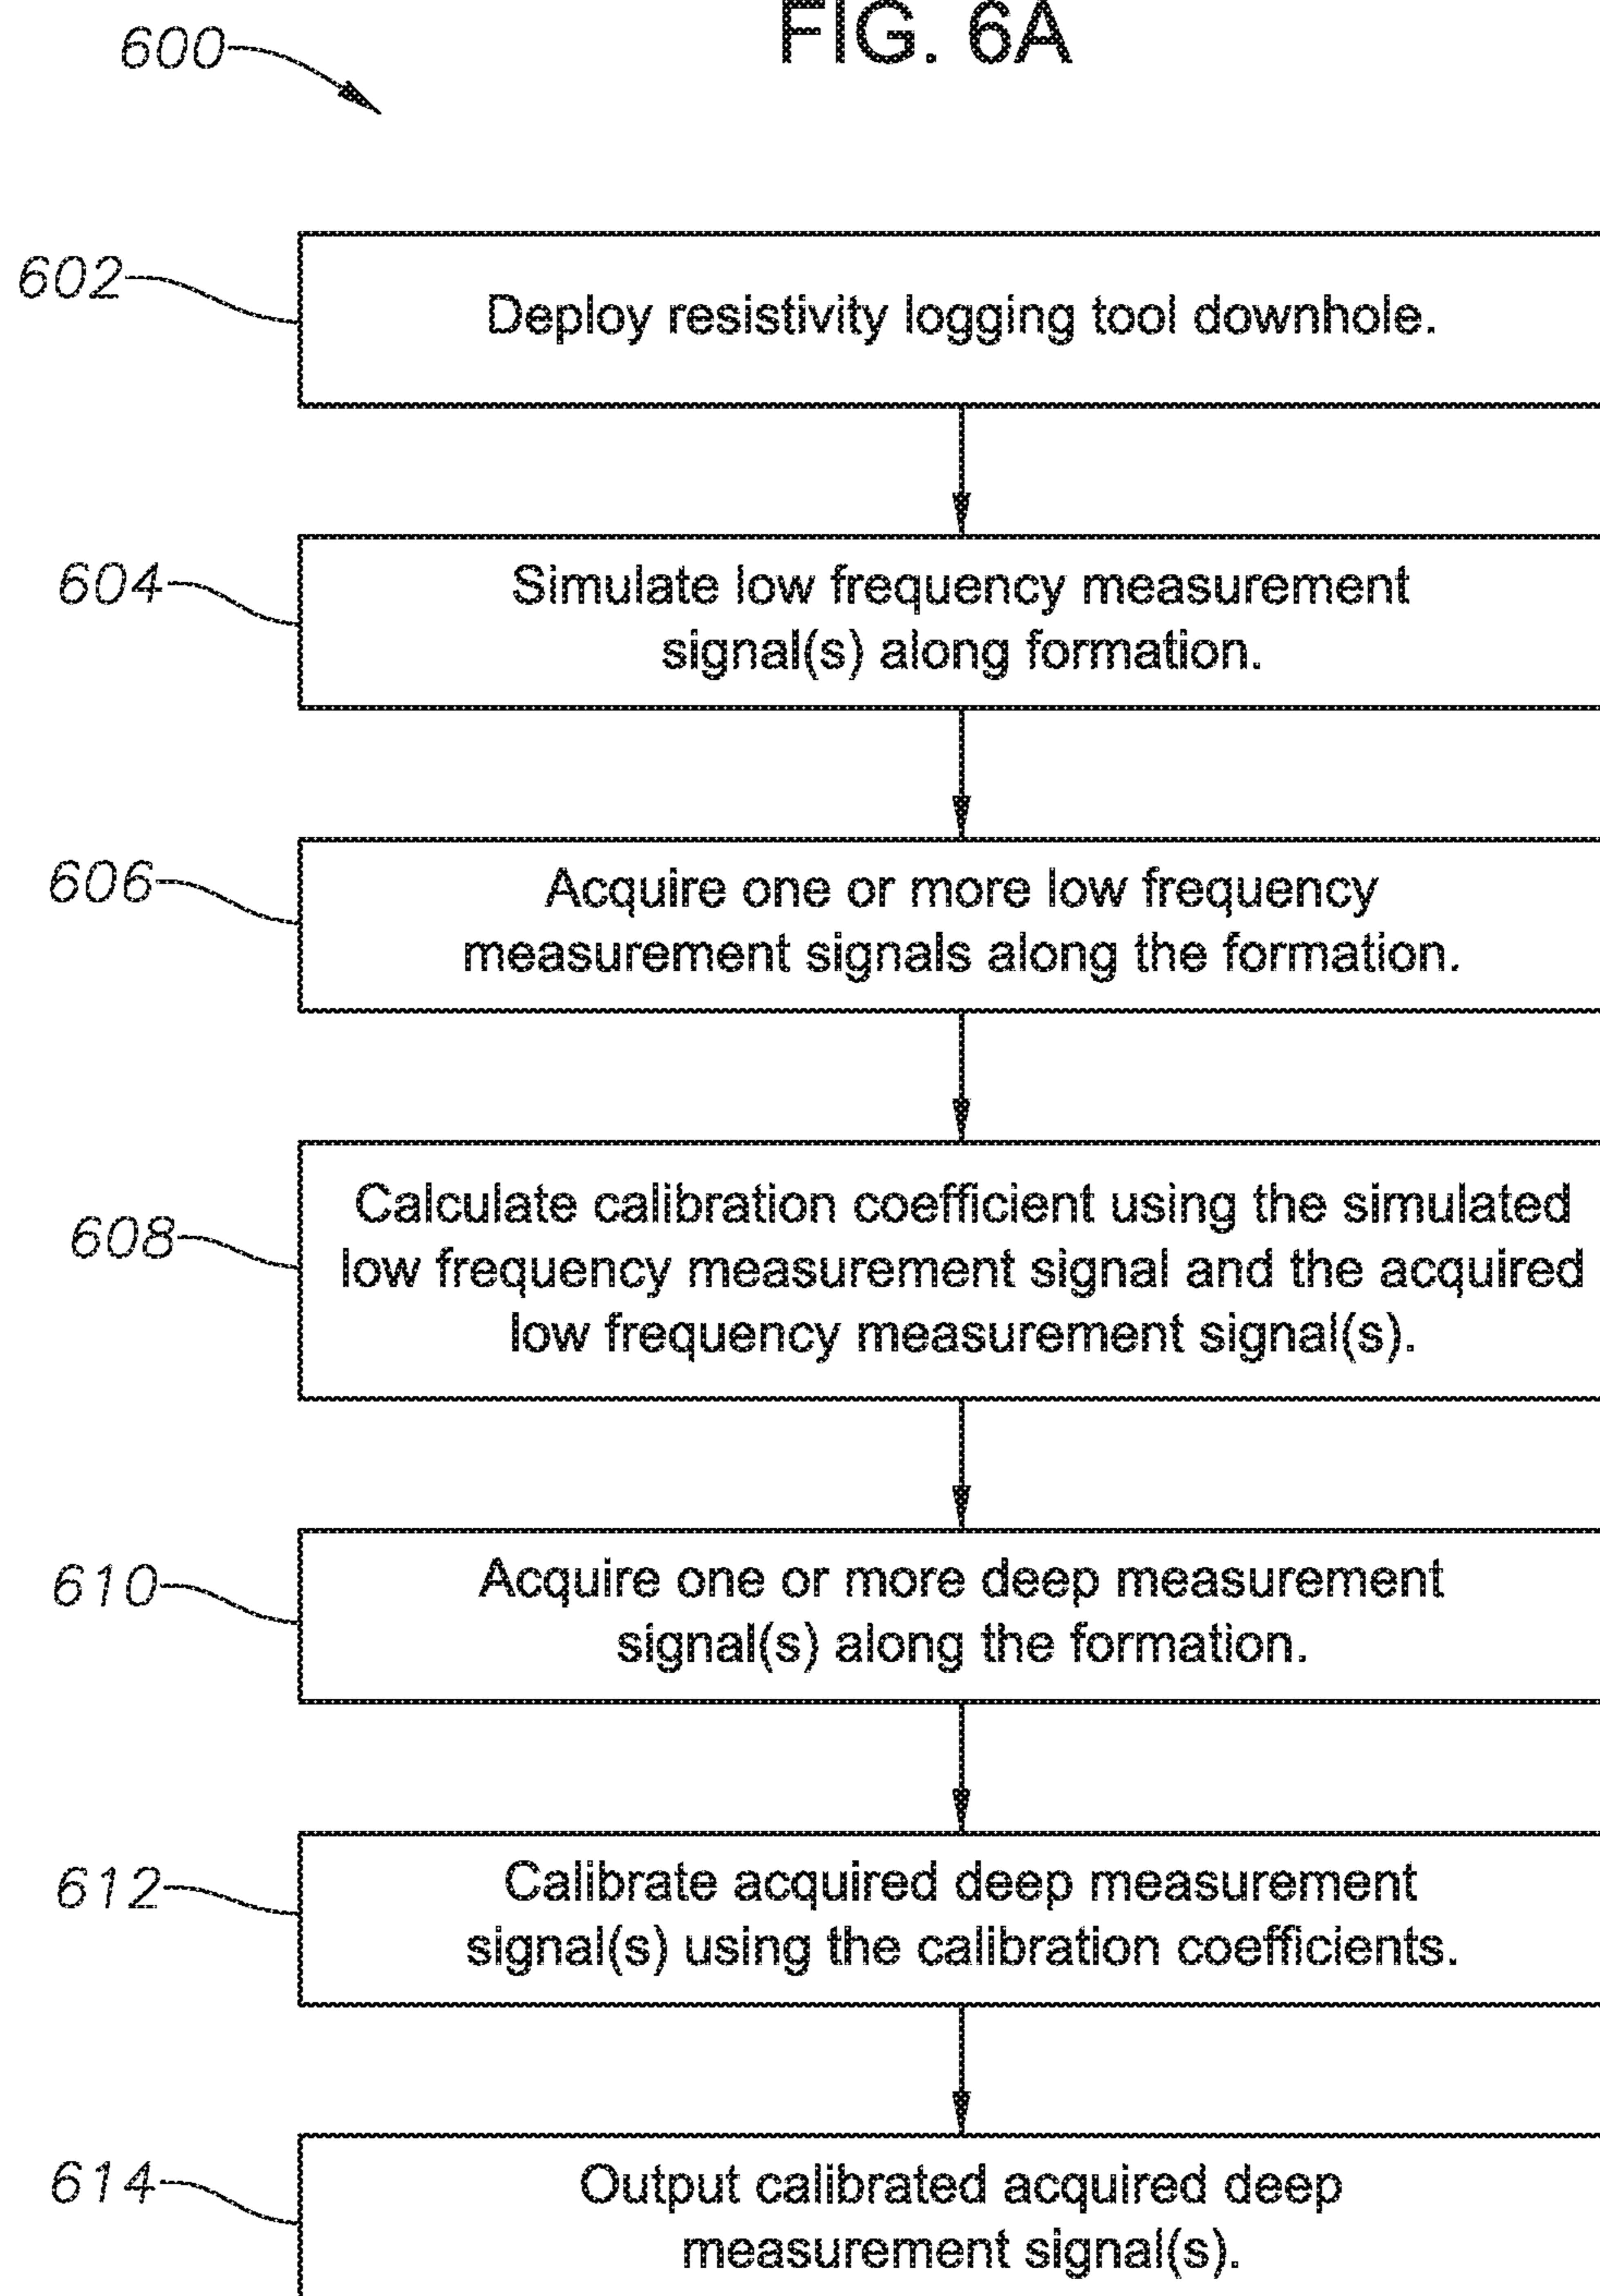 FIG. 6A
600
602
Deploy resistivity logging tool downhole.
604
Simulate low frequency measurement
signal(s) along formation.
606
Acquire one or more low frequency
measurement signals along the formation.
608
Calculate calibration coefficient using the simulated
low frequency measurement signal and the acquired
low frequency measurement signal(s).
610
Acquire one or more deep measurement
signal(s) along the formation.
612
Calibrate acquired deep measurement
signal(s) using the calibration coefficients.
614
Output calibrated acquired deep
measurement signal(s).